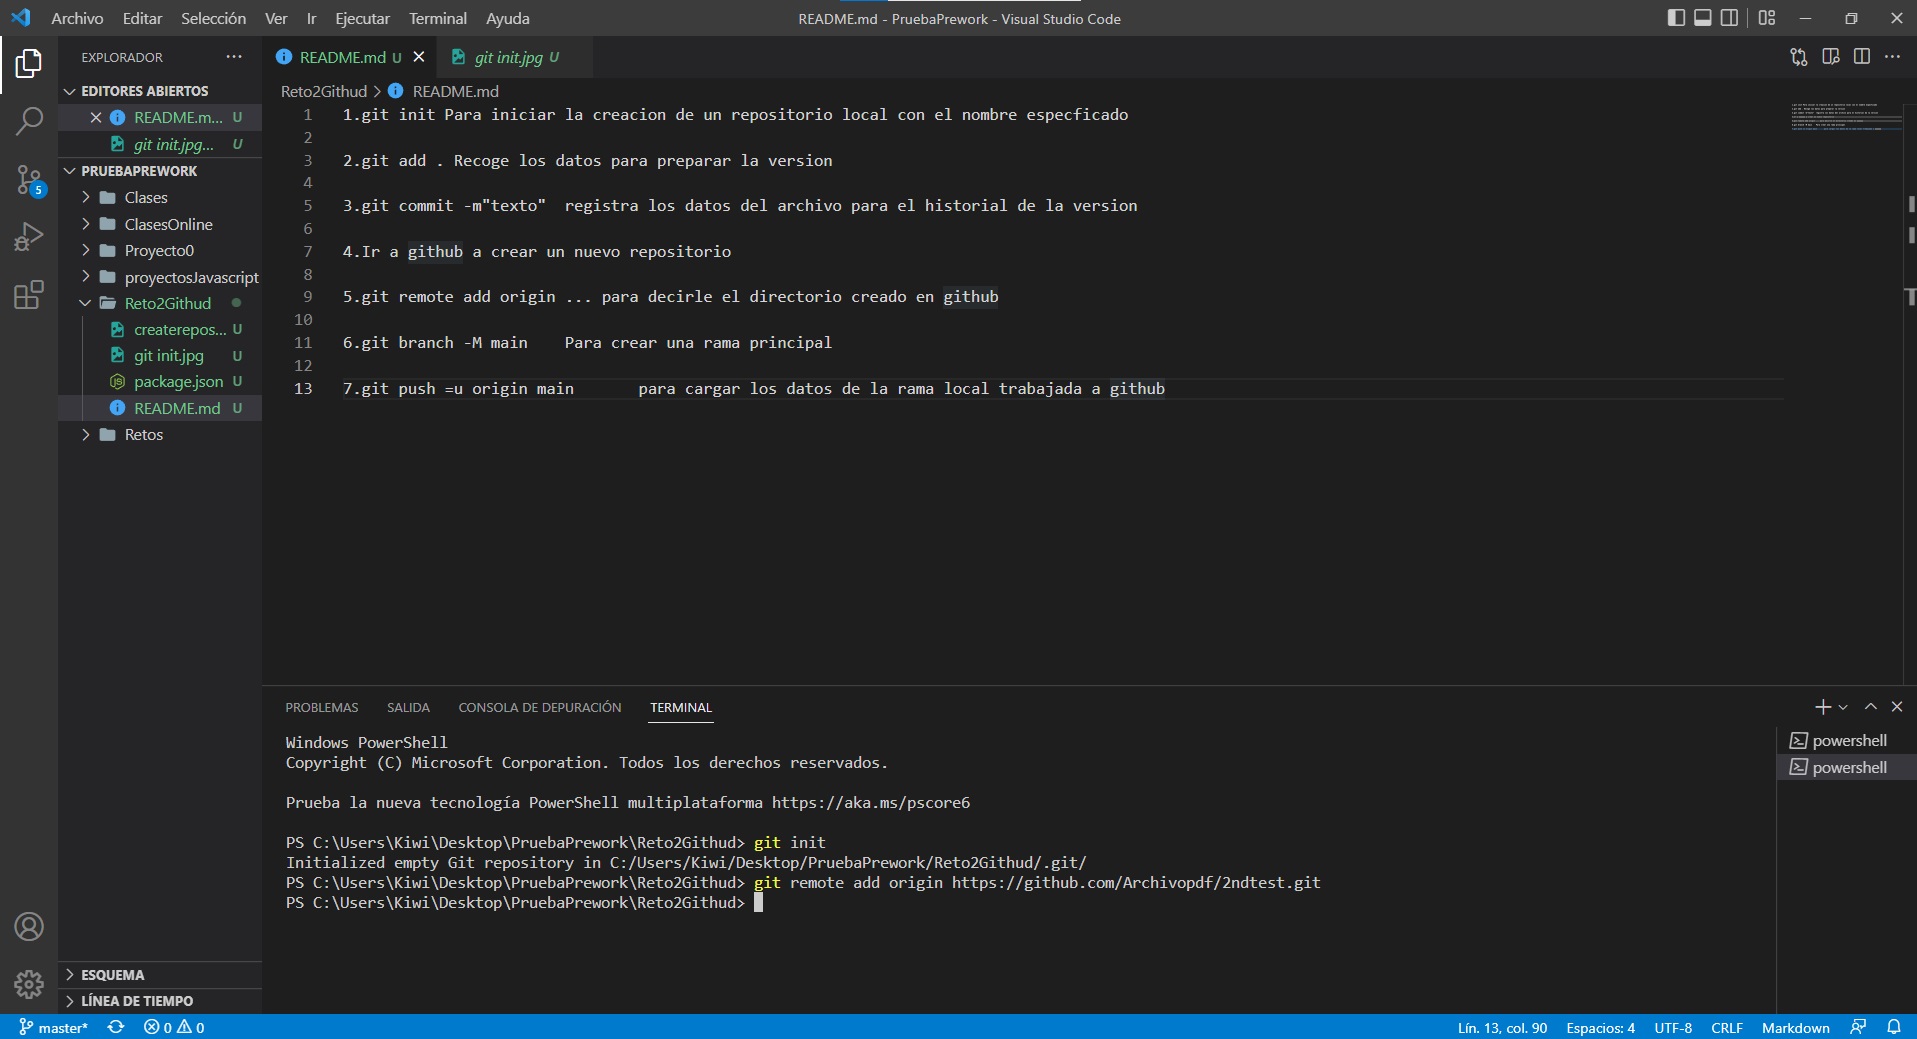 Archivo Editar Selección Ver Ir Ejecutar Terminal Ayuda
README.md - PruebaPrework - Visual Studio Code
EXPLORADOR
EDITORES ABIERTOS
README.m... U
git init.jpg... U
PRUEBAPREWORK
Clases
ClasesOnline
Proyecto0
proyectosJavascript
Reto2Githud
createrepos... U
git init.jpg U
package.json U
README.md U
Retos
ESQUEMA
LÍNEA DE TIEMPO
5
README.md U
git init.jpg U
Reto2Githud > README.md
1 1.git init Para iniciar la creacion de un repositorio local con el nombre especficado
2
3 2.git add . Recoge los datos para preparar la version
4
5 3.git commit -m"texto"  registra los datos del archivo para el historial de la version
6
7 4.Ir a github a crear un nuevo repositorio
8
9 5.git remote add origin ... para decirle el directorio creado en github
10
11 6.git branch -M main    Para crear una rama principal
12
13 7.git push =u origin main       para cargar los datos de la rama local trabajada a github
PROBLEMAS SALIDA CONSOLA DE DEPURACIÓN TERMINAL
Windows PowerShell
Copyright (C) Microsoft Corporation. Todos los derechos reservados.
Prueba la nueva tecnología PowerShell multiplataforma https://aka.ms/pscore6
PS C:\Users\Kiwi\Desktop\PruebaPrework\Reto2Githud> git init
Initialized empty Git repository in C:/Users/Kiwi/Desktop/PruebaPrework/Reto2Githud/.git/
PS C:\Users\Kiwi\Desktop\PruebaPrework\Reto2Githud> git remote add origin https://github.com/Archivopdf/2ndtest.git
PS C:\Users\Kiwi\Desktop\PruebaPrework\Reto2Githud>
powershell
powershell
master* 0 0
Lín. 13, col. 90 Espacios: 4 UTF-8 CRLF Markdown